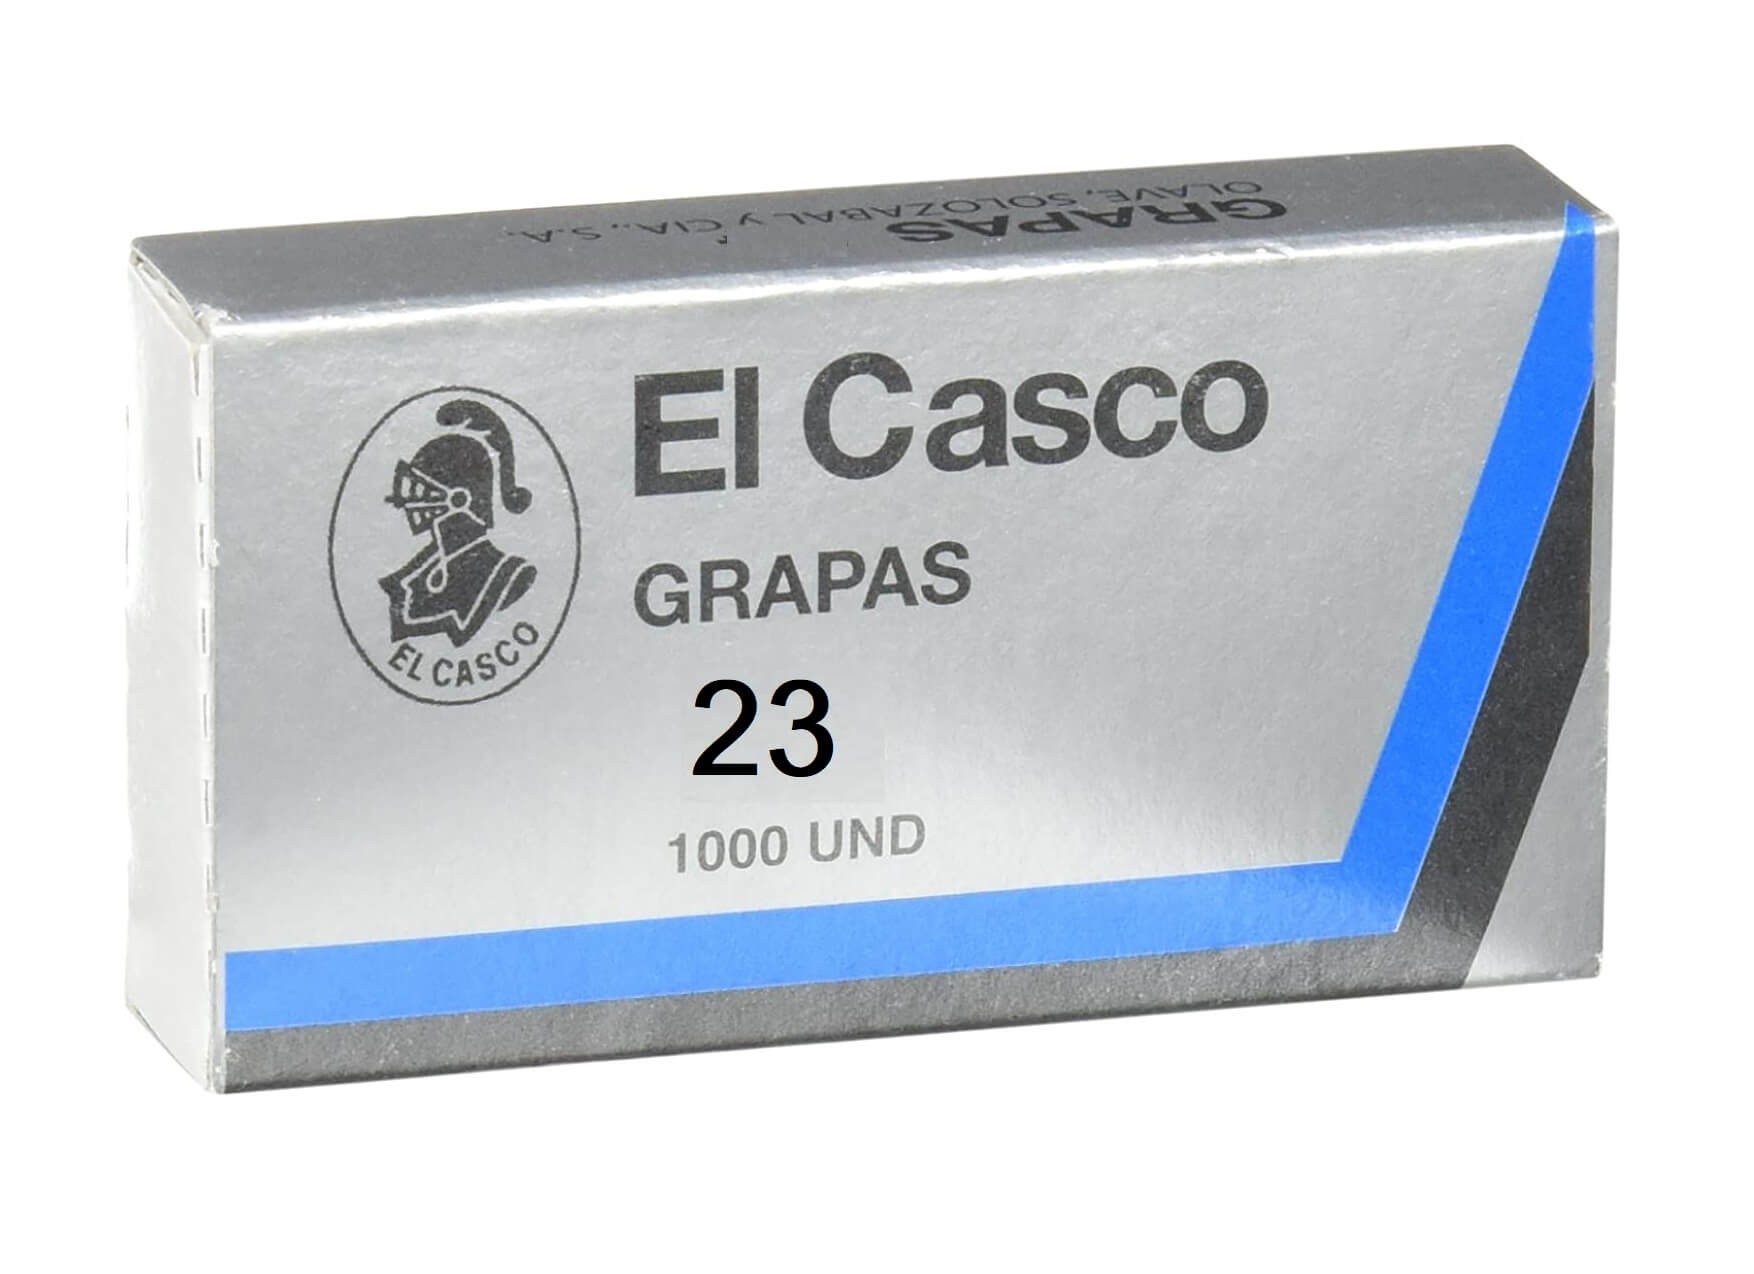 GRAPAS
OLAVE, SOLOZABAL Y CIA., S.A.
El Casco
EL CASCO
GRAPAS
23
1000 UND